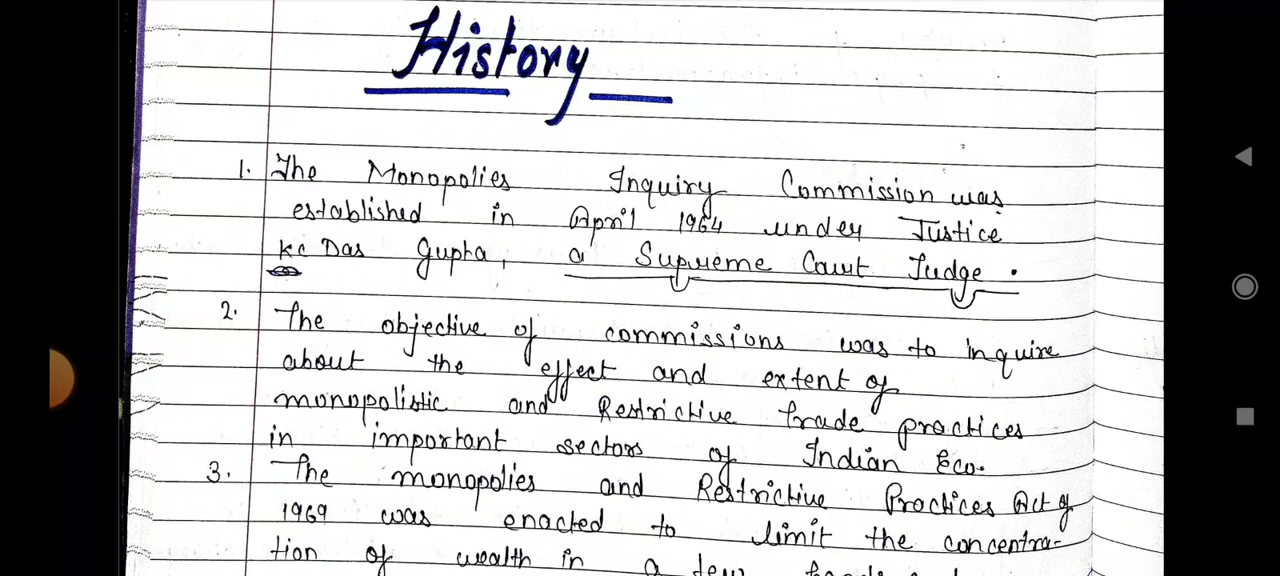 History
1. The Monopolies Inquiry Commission was
established in April 1964 under Justice
KC Das Gupta, a Supreme Court Judge.
2. The objective of commissions was to inquire
about the effect and extent of
monopolistic and Restrictive trade practices
in important sectors of Indian Eco.
3. The monopolies and Restrictive Practices Act of
1969 was enacted to limit the concentra-
tion of wealth in a few